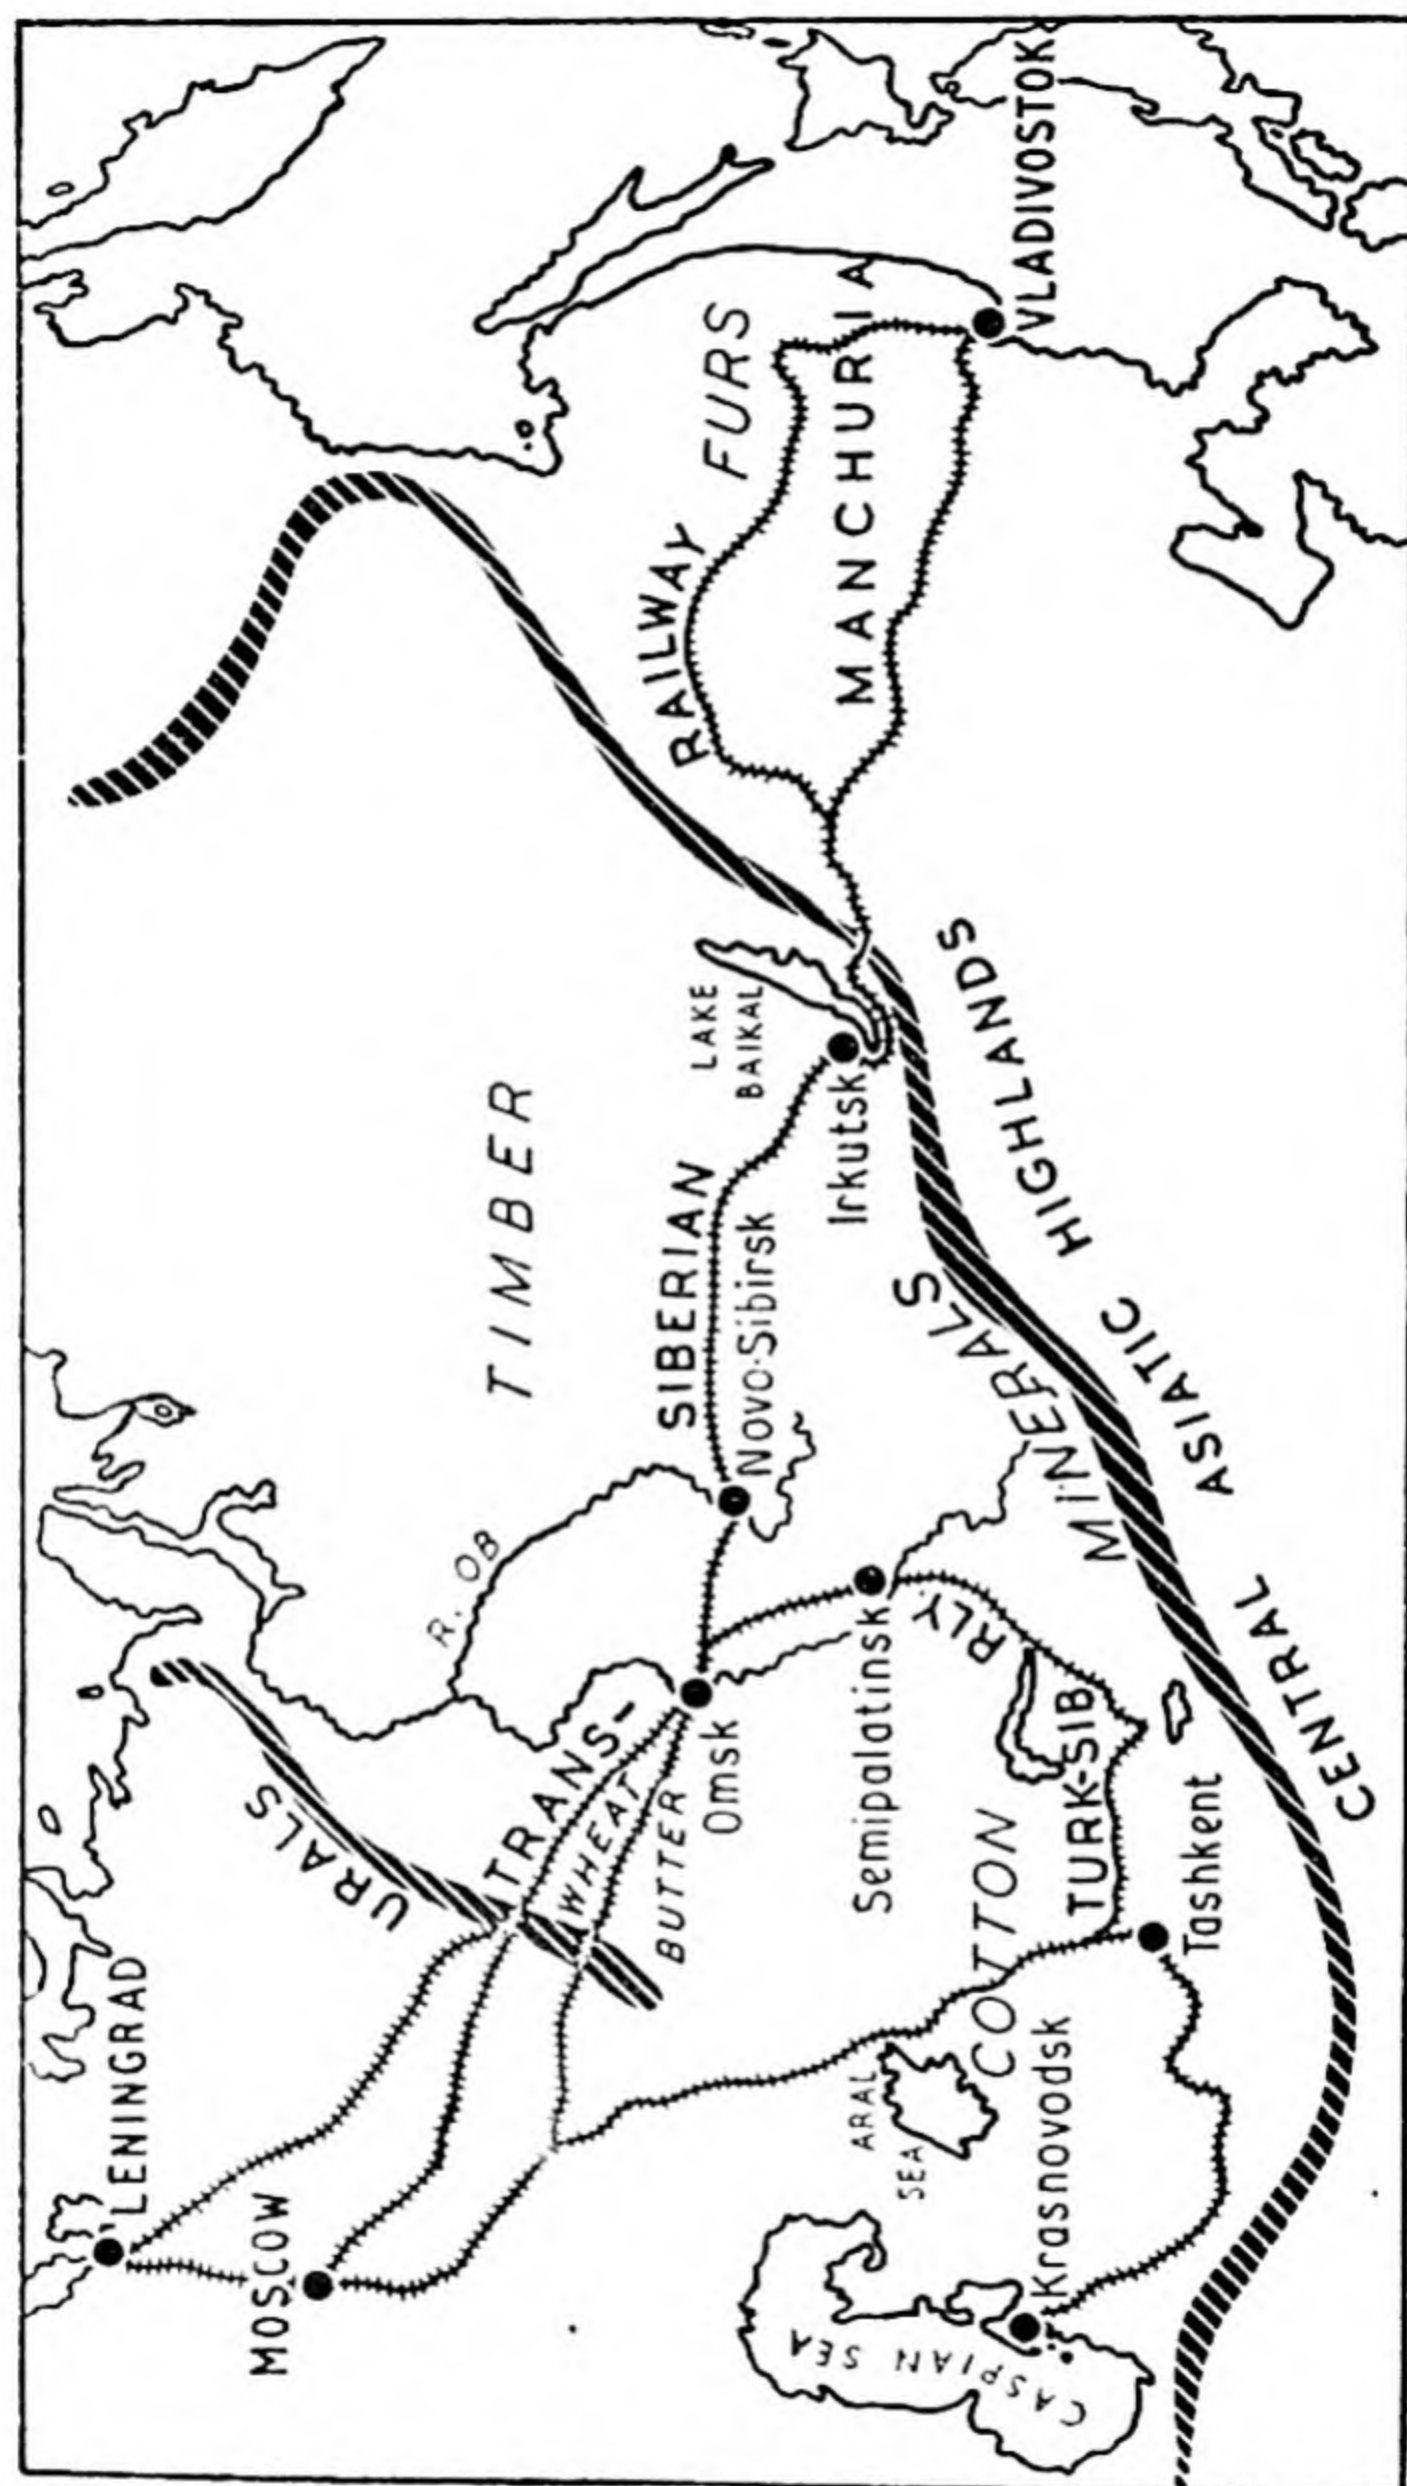 LENINGRAD
MOSCOW
URALS
R. OB
TIMBER
TRANS-
SIBERIAN
RAILWAY
WHEAT
BUTTER
Omsk
Novo-Sibirsk
LAKE
BAIKAL
Irkutsk
FURS
MANCHURIA
VLADIVOSTOK
Semipalatinsk
TURK-SIB
RLY.
MINERALS
COTTON
ARAL
SEA
CASPIAN SEA
Krasnovodsk
Tashkent
CENTRAL ASIATIC HIGHLANDS